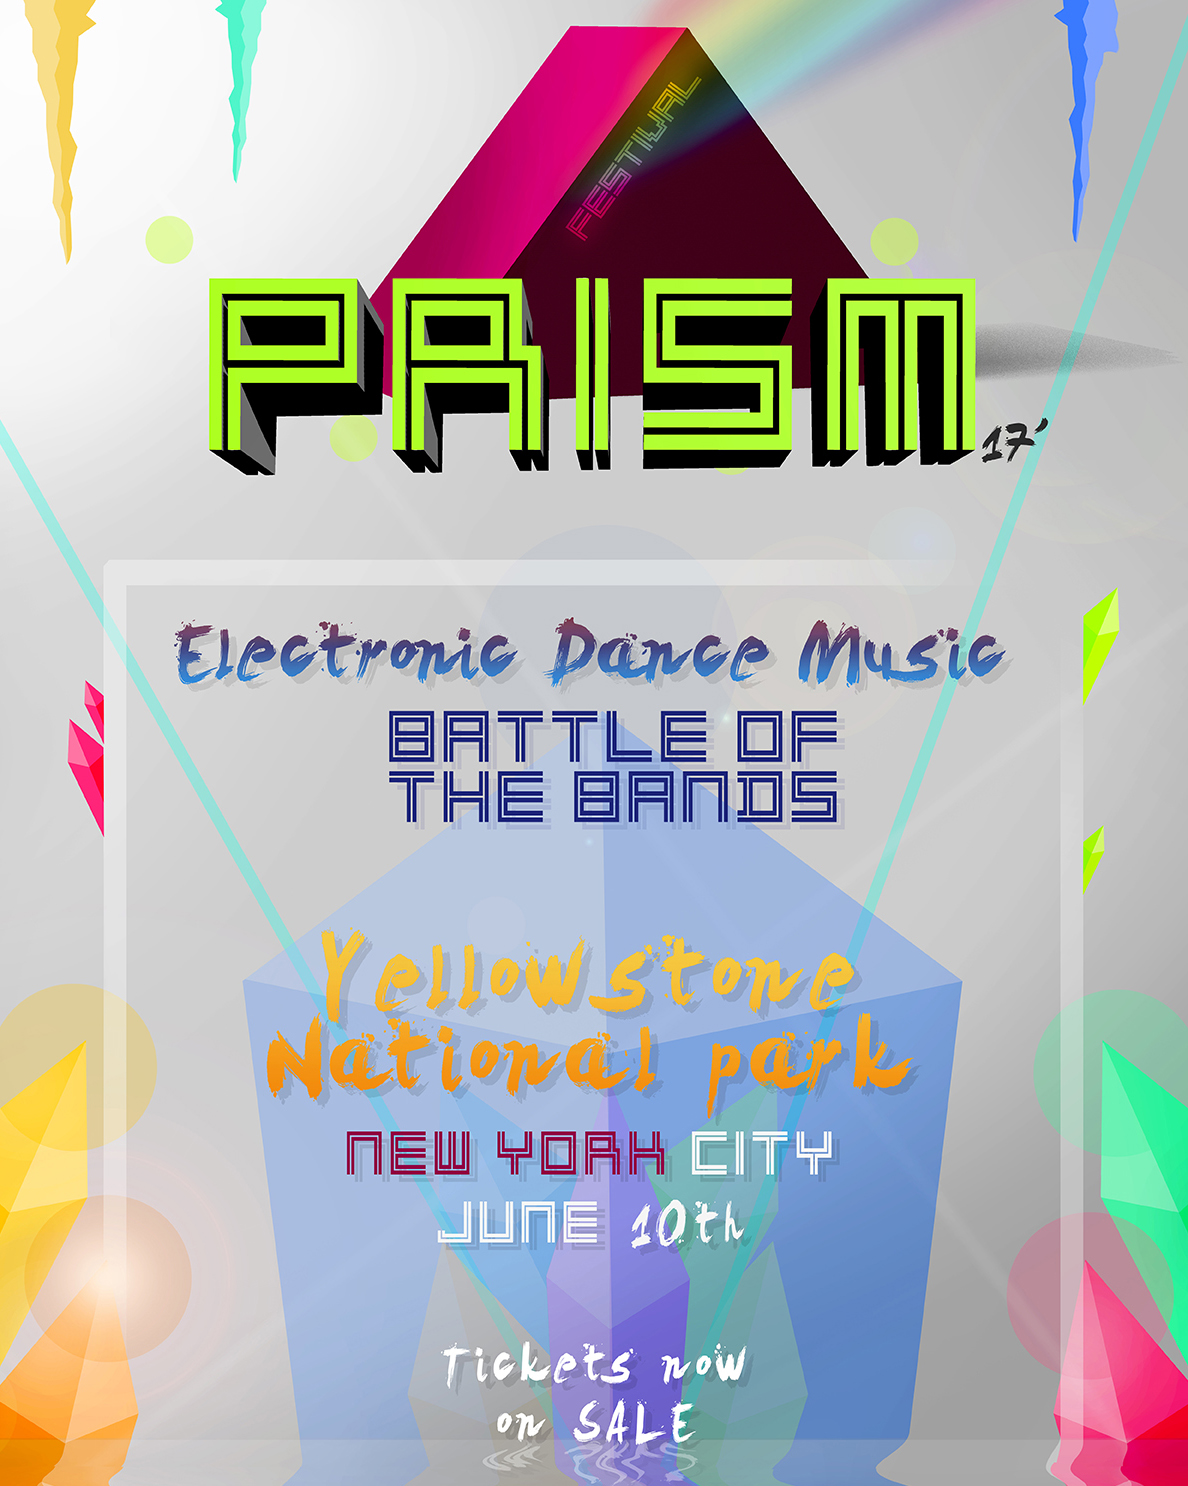 FESTIVAL
PRISM
17'
Electronic Dance Music
BATTLE OF
THE BANDS
Yellowstone
National park
NEW YORK CITY
JUNE 10th
Tickets now
on SALE